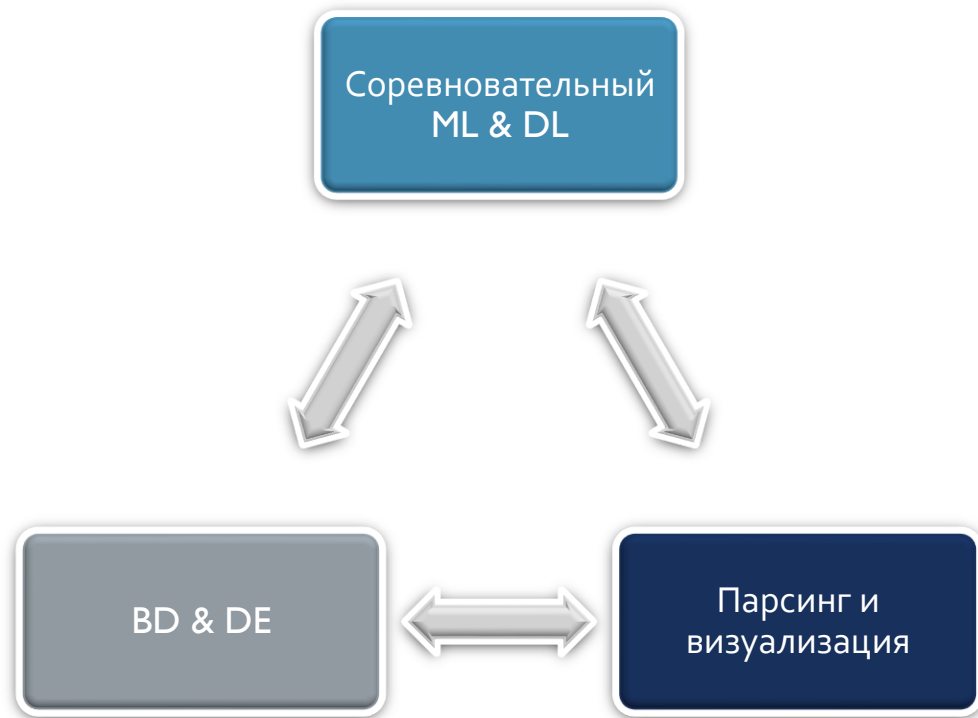 Соревновательный
ML & DL
BD & DE
Парсинг и
визуализация